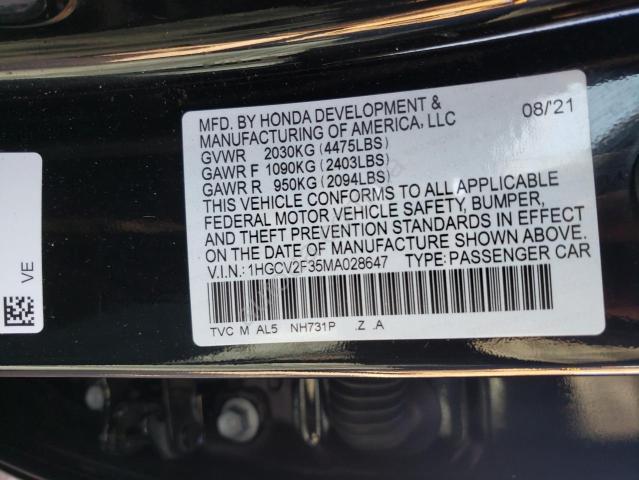 MFD. BY HONDA DEVELOPMENT & 08/'21
MANUFACTURING OF AMERICA, LLC
GVWR 2030KG (4475LBS)
GAWR F 1090KG (2403LBS)
GAWR R 950KG (2094LBS)
THIS VEHICLE CONFORMS TO ALL APPLICABLE
FEDERAL MOTOR VEHICLE SAFETY, BUMPER,
AND THEFT PREVENTION STANDARDS IN EFFECT
ON THE DATE OF MANUFACTURE SHOWN ABOVE.
V.I.N.: 1HGCV2F35MA028647 TYPE: PASSENGER CAR
TVC M AL5 NH731P .Z .A
VE